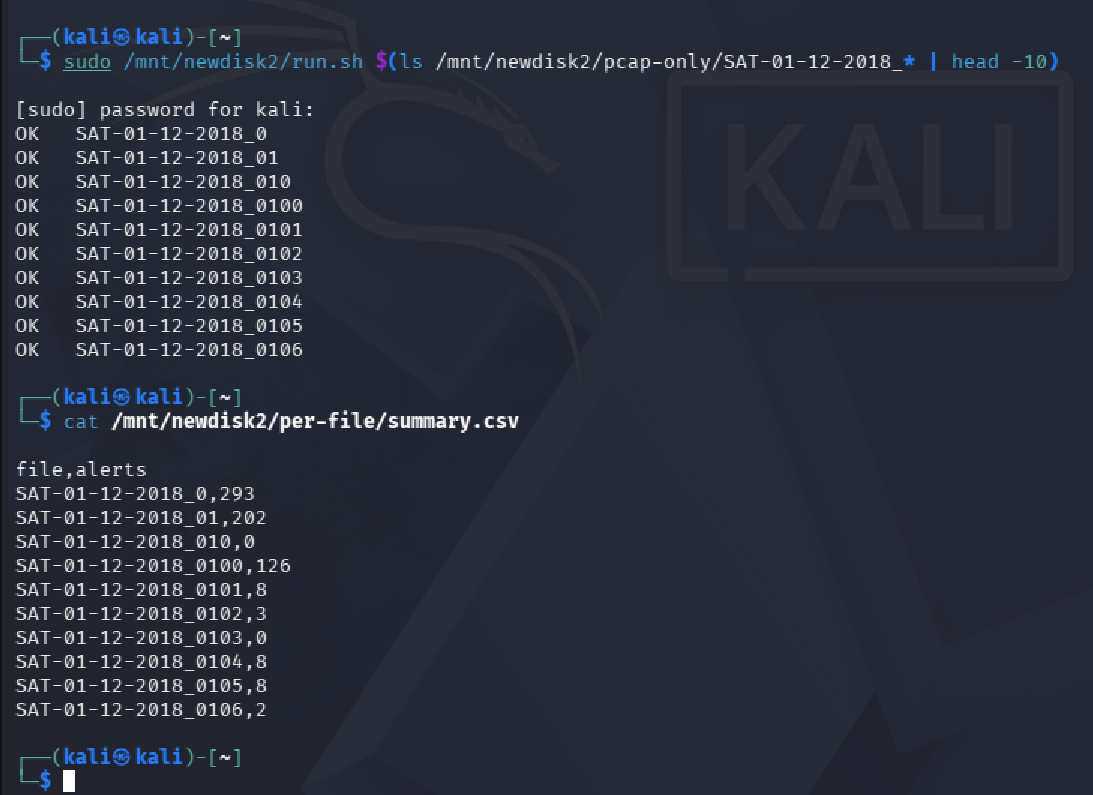 ┌──(kali㉿kali)-[~]
└─$ sudo /mnt/newdisk2/run.sh $(ls /mnt/newdisk2/pcap-only/SAT-01-12-2018_* | head -10)
[sudo] password for kali:
OK   SAT-01-12-2018_0
OK   SAT-01-12-2018_01
OK   SAT-01-12-2018_010
OK   SAT-01-12-2018_0100
OK   SAT-01-12-2018_0101
OK   SAT-01-12-2018_0102
OK   SAT-01-12-2018_0103
OK   SAT-01-12-2018_0104
OK   SAT-01-12-2018_0105
OK   SAT-01-12-2018_0106
┌──(kali㉿kali)-[~]
└─$ cat /mnt/newdisk2/per-file/summary.csv
file,alerts
SAT-01-12-2018_0,293
SAT-01-12-2018_01,202
SAT-01-12-2018_010,0
SAT-01-12-2018_0100,126
SAT-01-12-2018_0101,8
SAT-01-12-2018_0102,3
SAT-01-12-2018_0103,0
SAT-01-12-2018_0104,8
SAT-01-12-2018_0105,8
SAT-01-12-2018_0106,2
┌──(kali㉿kali)-[~]
└─$
KALI